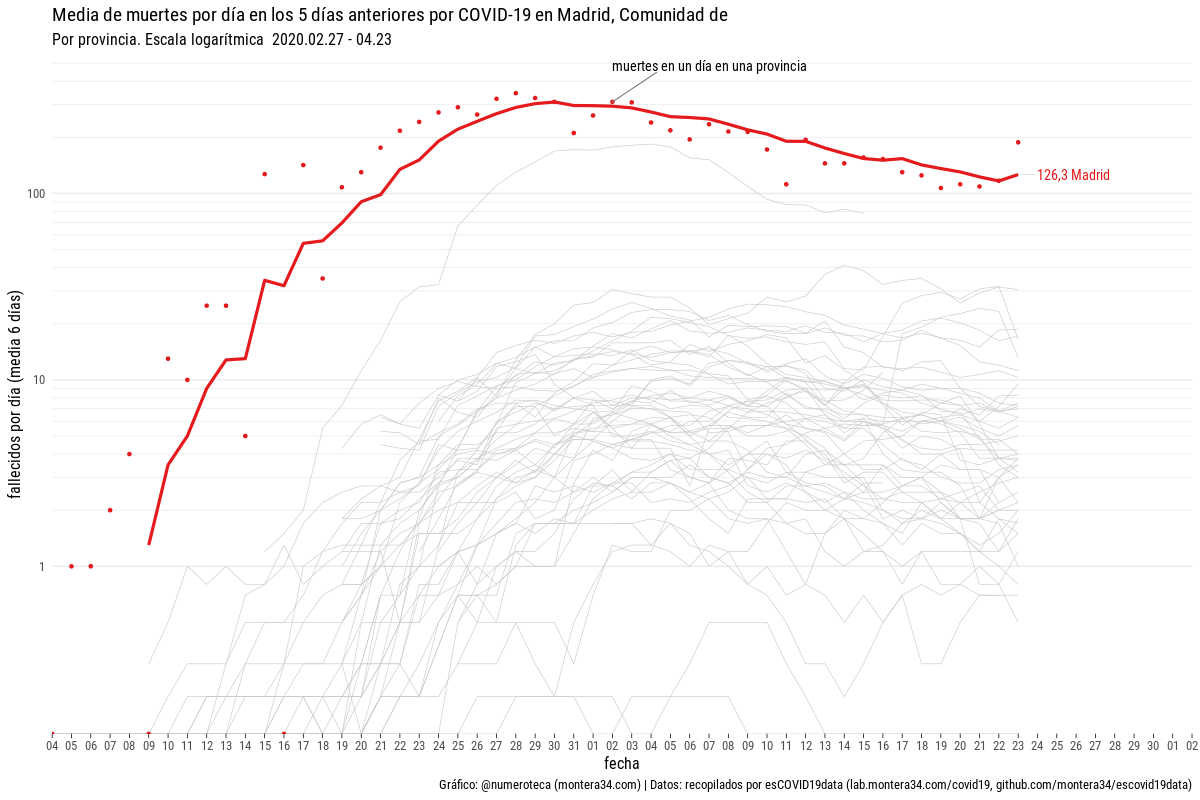 Media de muertes por día en los 5 días anteriores por COVID-19 en Madrid, Comunidad de
Por provincia. Escala logarítmica  2020.02.27 - 04.23
muertes en un día en una provincia
100
126,3 Madrid
10
1
fallecidos por día (media 6 días)
04 05 06 07 08 09 10 11 12 13 14 15 16 17 18 19 20 21 22 23 24 25 26 27 28 29 30 31 01 02 03 04 05 06 07 08 09 10 11 12 13 14 15 16 17 18 19 20 21 22 23 24 25 26 27 28 29 30 01 02
fecha
Gráfico: @numeroteca (montera34.com) | Datos: recopilados por esCOVID19data (lab.montera34.com/covid19, github.com/montera34/escovid19data)